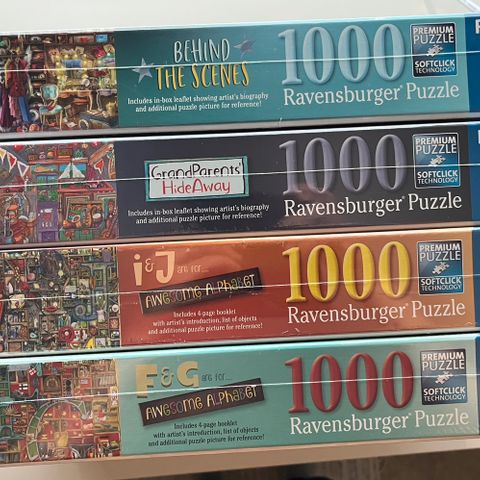 BEHIND
THE SCENES
Includes in-box leaflet showing artist's biography
and additional puzzle picture for reference!
1000
Ravensburger® Puzzle
PREMIUM
PUZZLE
SOFTCLICK
TECHNOLOGY
GRANDPARENTS'
HIDEAWAY
Includes in-box leaflet showing artist's biography
and additional puzzle picture for reference!
1000
Ravensburger® Puzzle
PREMIUM
PUZZLE
SOFTCLICK
TECHNOLOGY
I & J are for...
AWESOME ALPHABET
Includes 4-page booklet
with artist's introduction, list of objects
and additional puzzle picture for reference!
1000
Ravensburger® Puzzle
PREMIUM
PUZZLE
SOFTCLICK
TECHNOLOGY
F & G are for...
AWESOME ALPHABET
Includes 4-page booklet
with artist's introduction, list of objects
and additional puzzle picture for reference!
1000
Ravensburger® Puzzle
PREMIUM
PUZZLE
SOFTCLICK
TECHNOLOGY